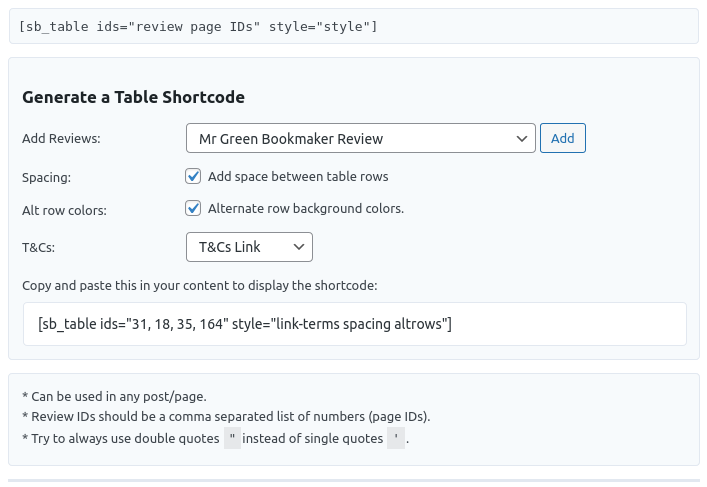 [sb_table ids="review page IDs" style="style"]
Generate a Table Shortcode
Add Reviews: Mr Green Bookmaker Review Add
Spacing: Add space between table rows
Alt row colors: Alternate row background colors.
T&Cs: T&Cs Link
Copy and paste this in your content to display the shortcode:
[sb_table ids="31, 18, 35, 164" style="link-terms spacing altrows"]
* Can be used in any post/page.
* Review IDs should be a comma separated list of numbers (page IDs).
* Try to always use double quotes " instead of single quotes ' .